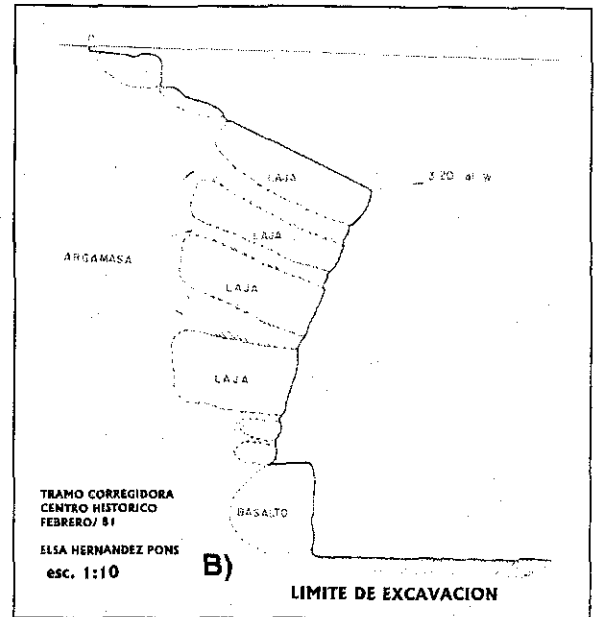 LAJA
3.20 al W
LAJA
ARGAMASA
LAJA
LAJA
BASALTO
TRAMO CORREGIDORA
CENTRO HISTORICO
FEBRERO/ 81
ELSA HERNANDEZ PONS
esc. 1:10
B)
LIMITE DE EXCAVACION